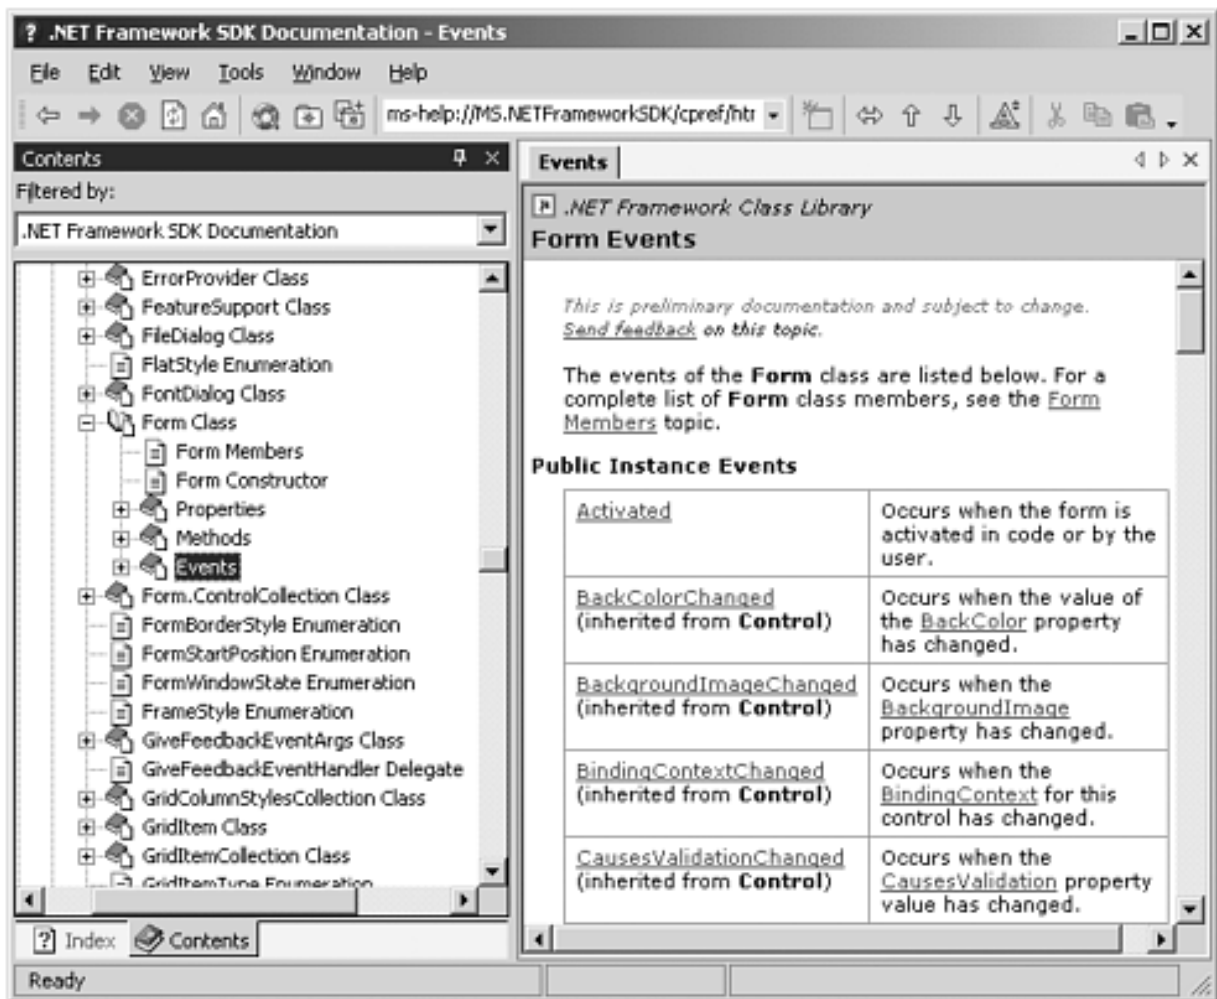 ? .NET Framework SDK Documentation - Events
File Edit View Tools Window Help
ms-help://MS.NETFrameworkSDK/cpref/htr
Contents
Filtered by:
.NET Framework SDK Documentation
ErrorProvider Class
FeatureSupport Class
FileDialog Class
FlatStyle Enumeration
FontDialog Class
Form Class
Form Members
Form Constructor
Properties
Methods
Events
Form.ControlCollection Class
FormBorderStyle Enumeration
FormStartPosition Enumeration
FormWindowState Enumeration
FrameStyle Enumeration
GiveFeedbackEventArgs Class
GiveFeedbackEventHandler Delegate
GridColumnStylesCollection Class
GridItem Class
GridItemCollection Class
GridItemType Enumeration
? Index Contents
Events
.NET Framework Class Library
Form Events
This is preliminary documentation and subject to change.
Send feedback on this topic.
The events of the Form class are listed below. For a
complete list of Form class members, see the Form
Members topic.
Public Instance Events
Activated
Occurs when the form is
activated in code or by the
user.
BackColorChanged
(inherited from Control)
Occurs when the value of
the BackColor property
has changed.
BackgroundImageChanged
(inherited from Control)
Occurs when the
BackgroundImage
property has changed.
BindingContextChanged
(inherited from Control)
Occurs when the
BindingContext for this
control has changed.
CausesValidationChanged
(inherited from Control)
Occurs when the
CausesValidation property
value has changed.
Ready